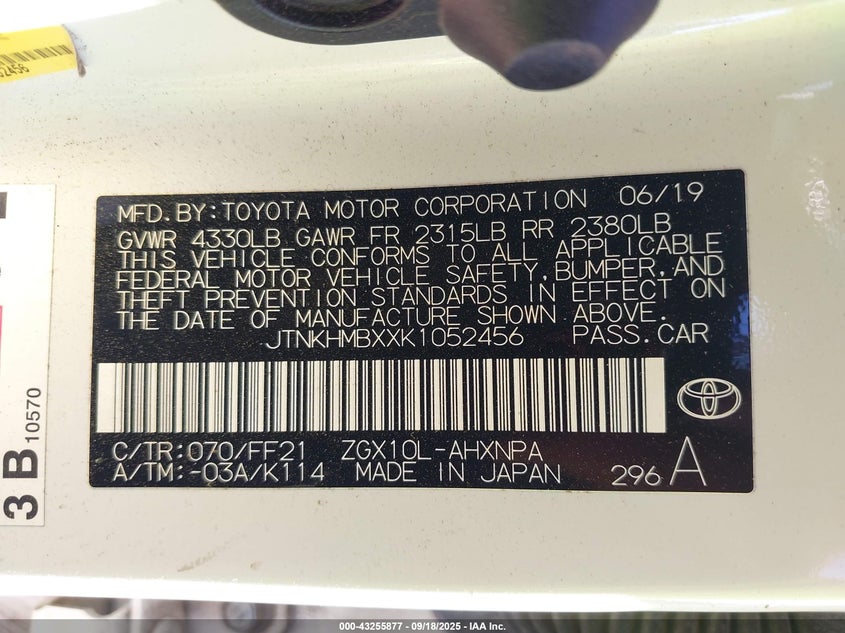 2456
MFD.BY:TOYOTA MOTOR CORPORATION 06/19
GVWR 4330LB GAWR FR 2315LB RR 2380LB
THIS VEHICLE CONFORMS TO ALL APPLICABLE
FEDERAL MOTOR VEHICLE SAFETY,BUMPER,AND
THEFT PREVENTION STANDARDS IN EFFECT ON
THE DATE OF MANUFACTURE SHOWN ABOVE.
JTNKHMBXXK1052456 PASS.CAR
C/TR:070/FF21 ZGX10L-AHXNPA
A/TM:-03A/K114 MADE IN JAPAN 296 A
3 B 10570
000-43255877 - 09/18/2025 - IAA Inc.